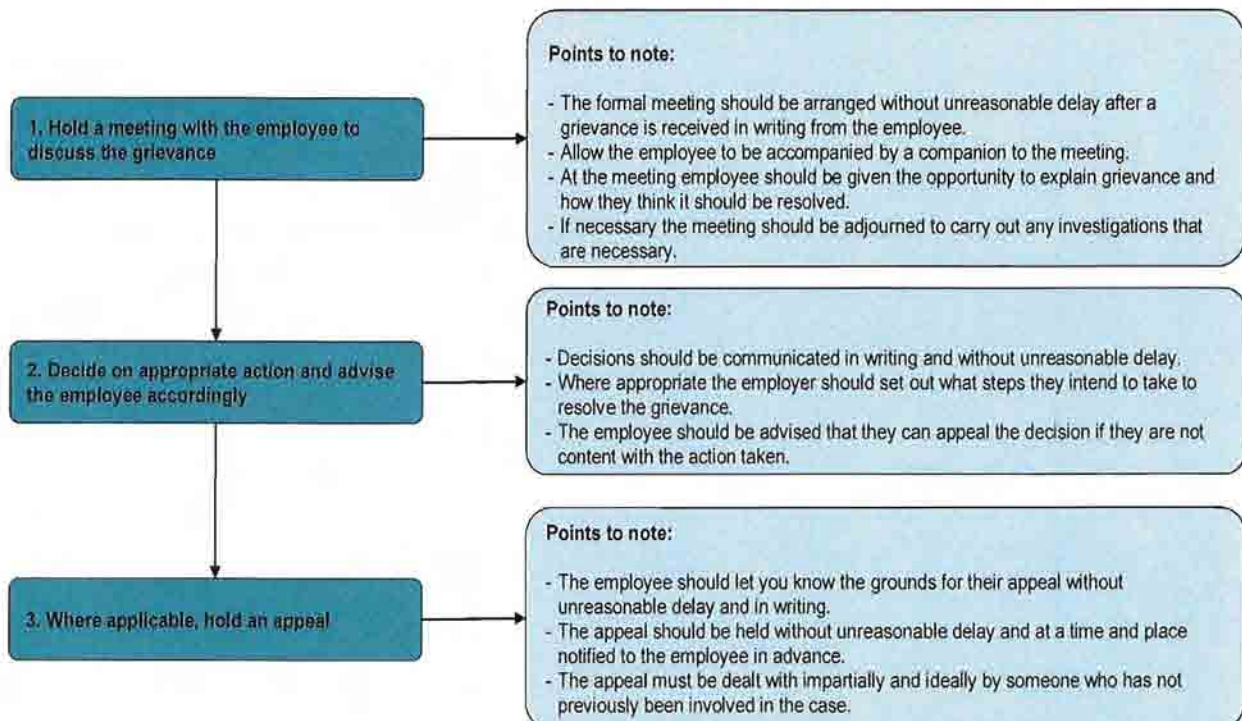 1. Hold a meeting with the employee to
discuss the grievance
Points to note:
- The formal meeting should be arranged without unreasonable delay after a
grievance is received in writing from the employee.
- Allow the employee to be accompanied by a companion to the meeting.
- At the meeting employee should be given the opportunity to explain grievance and
how they think it should be resolved.
- If necessary the meeting should be adjourned to carry out any investigations that
are necessary.
2. Decide on appropriate action and advise
the employee accordingly
Points to note:
- Decisions should be communicated in writing and without unreasonable delay.
- Where appropriate the employer should set out what steps they intend to take to
resolve the grievance.
- The employee should be advised that they can appeal the decision if they are not
content with the action taken.
3. Where applicable, hold an appeal
Points to note:
- The employee should let you know the grounds for their appeal without
unreasonable delay and in writing.
- The appeal should be held without unreasonable delay and at a time and place
notified to the employee in advance.
- The appeal must be dealt with impartially and ideally by someone who has not
previously been involved in the case.